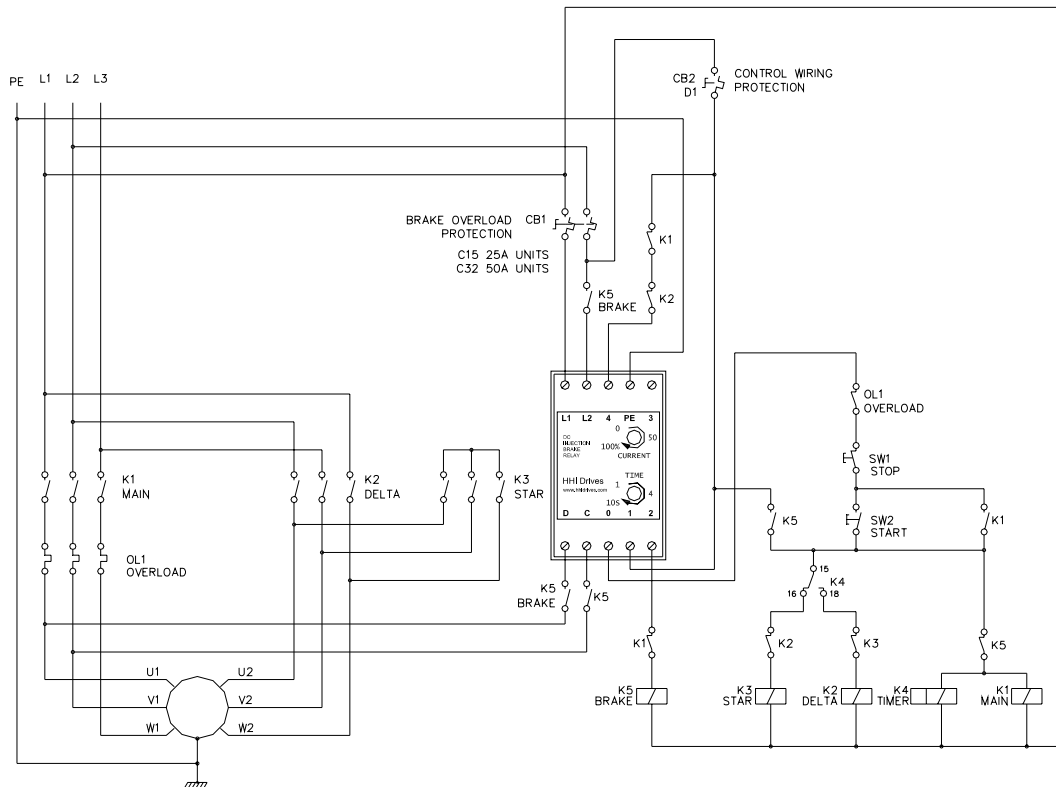 PE L1 L2 L3
CB2
D1
CONTROL WIRING
PROTECTION
BRAKE OVERLOAD
PROTECTION
CB1
C15 25A UNITS
C32 50A UNITS
K1
K5
BRAKE
K2
L1 L2 4 PE 3
DC
INJECTION
BRAKE
RELAY
0
50
100%
CURRENT
HHI Drives
www.hhidrives.com
TIME
1
4
10S
D C 0 1 2
OL1
OVERLOAD
SW1
STOP
SW2
START
K5
K1
K1
MAIN
K2
DELTA
K3
STAR
OL1
OVERLOAD
K5
BRAKE
K5
15
K4
16
18
K1
K2
K3
K5
U1
U2
V1
V2
W1
W2
K5
BRAKE
K3
STAR
K2
DELTA
K4
TIMER
K1
MAIN